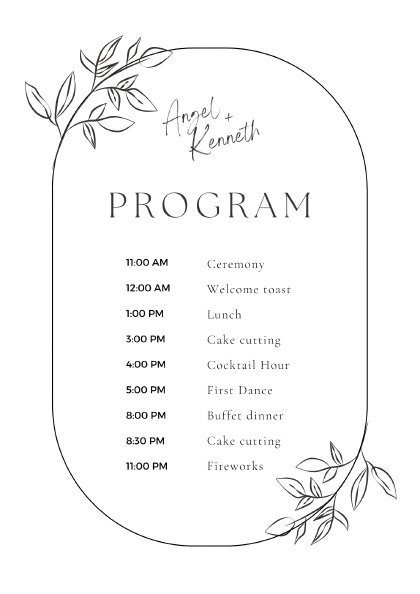 Angel +
Kenneth
PROGRAM
11:00 AM Ceremony
12:00 AM Welcome toast
1:00 PM Lunch
3:00 PM Cake cutting
4:00 PM Cocktail Hour
5:00 PM First Dance
8:00 PM Buffet dinner
8:30 PM Cake cutting
11:00 PM Fireworks